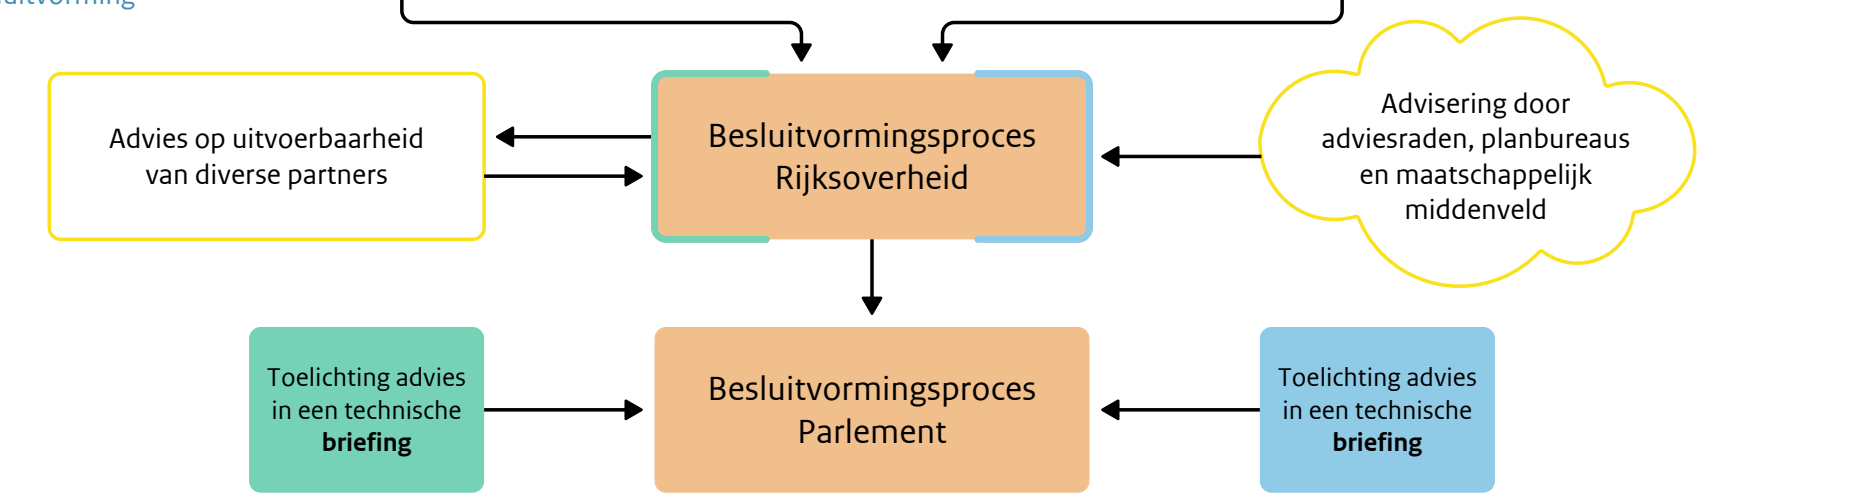 Advies op uitvoerbaarheid
van diverse partners
Besluitvormingsproces
Rijksoverheid
Advisering door
adviesraden, planbureaus
en maatschappelijk
middenveld
Toelichting advies
in een technische
briefing
Besluitvormingsproces
Parlement
Toelichting advies
in een technische
briefing